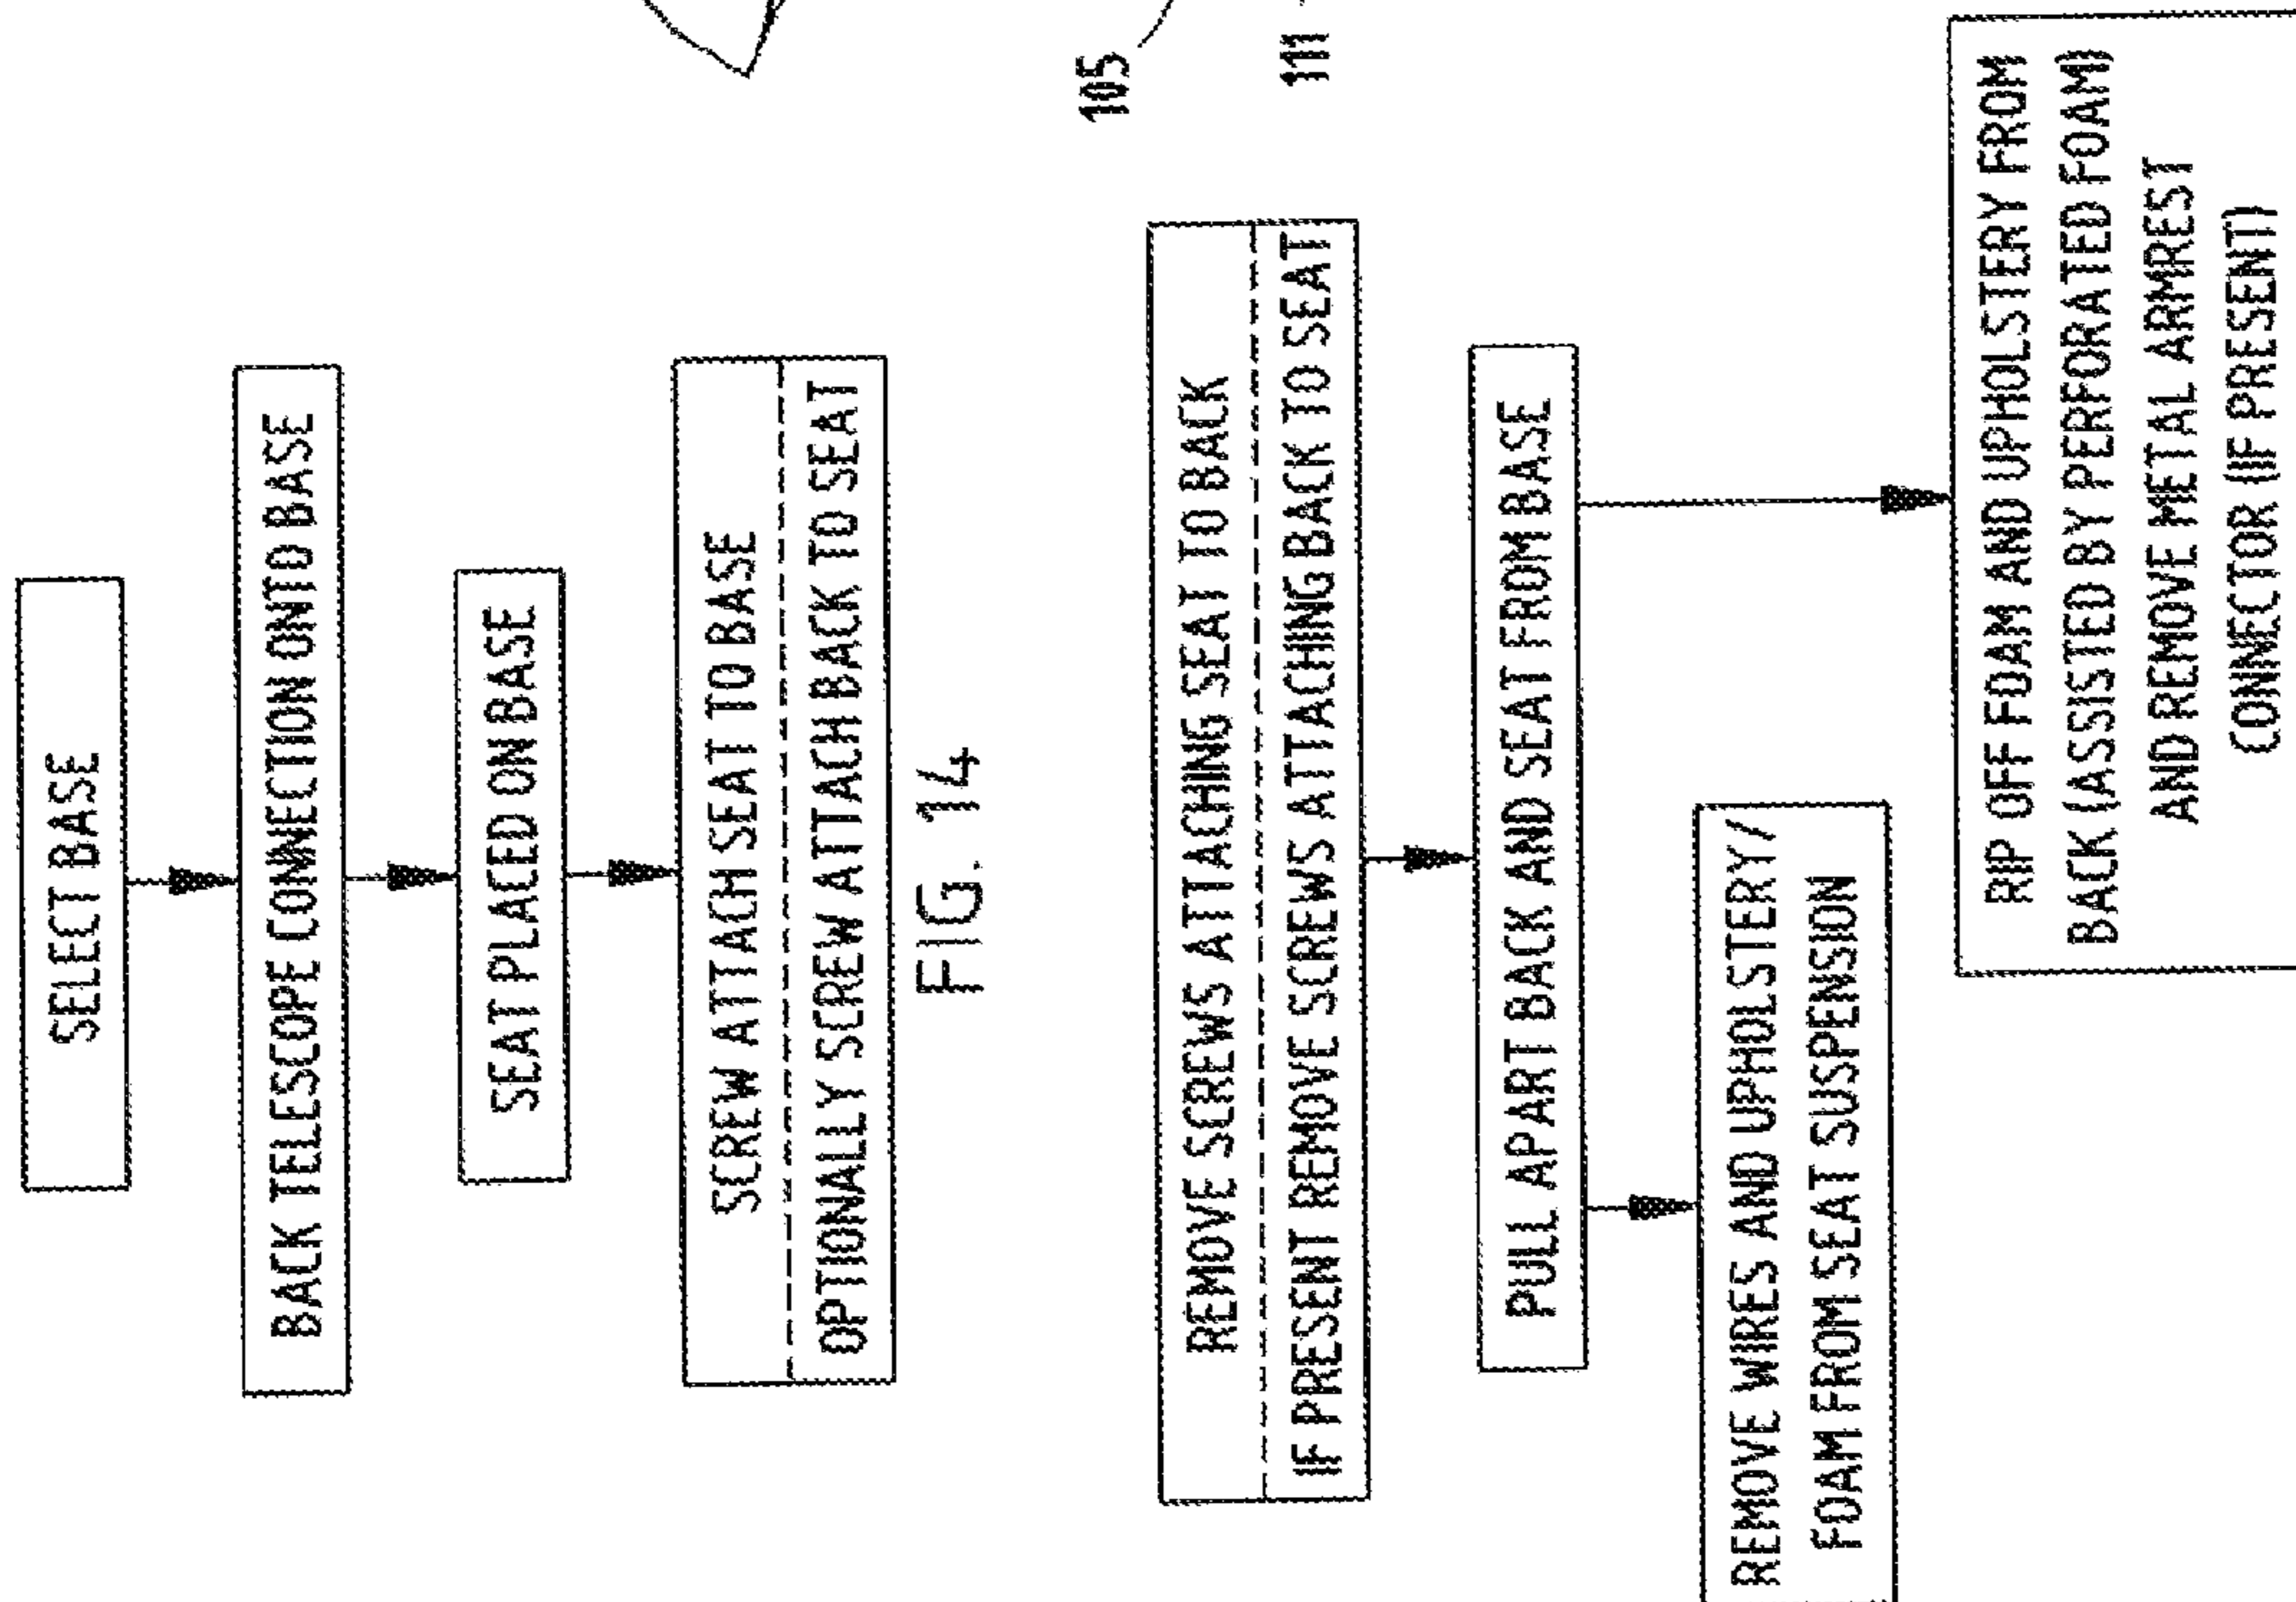 SELECT BASE
BACK TELESCOPE CONNECTION ONTO BASE
SEAT PLACED ON BASE
SCREW ATTACH SEAT TO BASE
OPTIONALLY SCREW ATTACH BACK TO SEAT
FIG. 14
REMOVE SCREWS ATTACHING SEAT TO BACK
IF PRESENT REMOVE SCREWS ATTACHING BACK TO SEAT
PULL APART BACK AND SEAT FROM BASE
REMOVE WIRES AND UPHOLSTERY/
FOAM FROM SEAT SUSPENSION
RIP OFF FOAM AND UPHOLSTERY FROM
BACK (ASSISTED BY PERFORATED FOAM)
AND REMOVE METAL ARMREST
CONNECTOR (IF PRESENT)
105
111